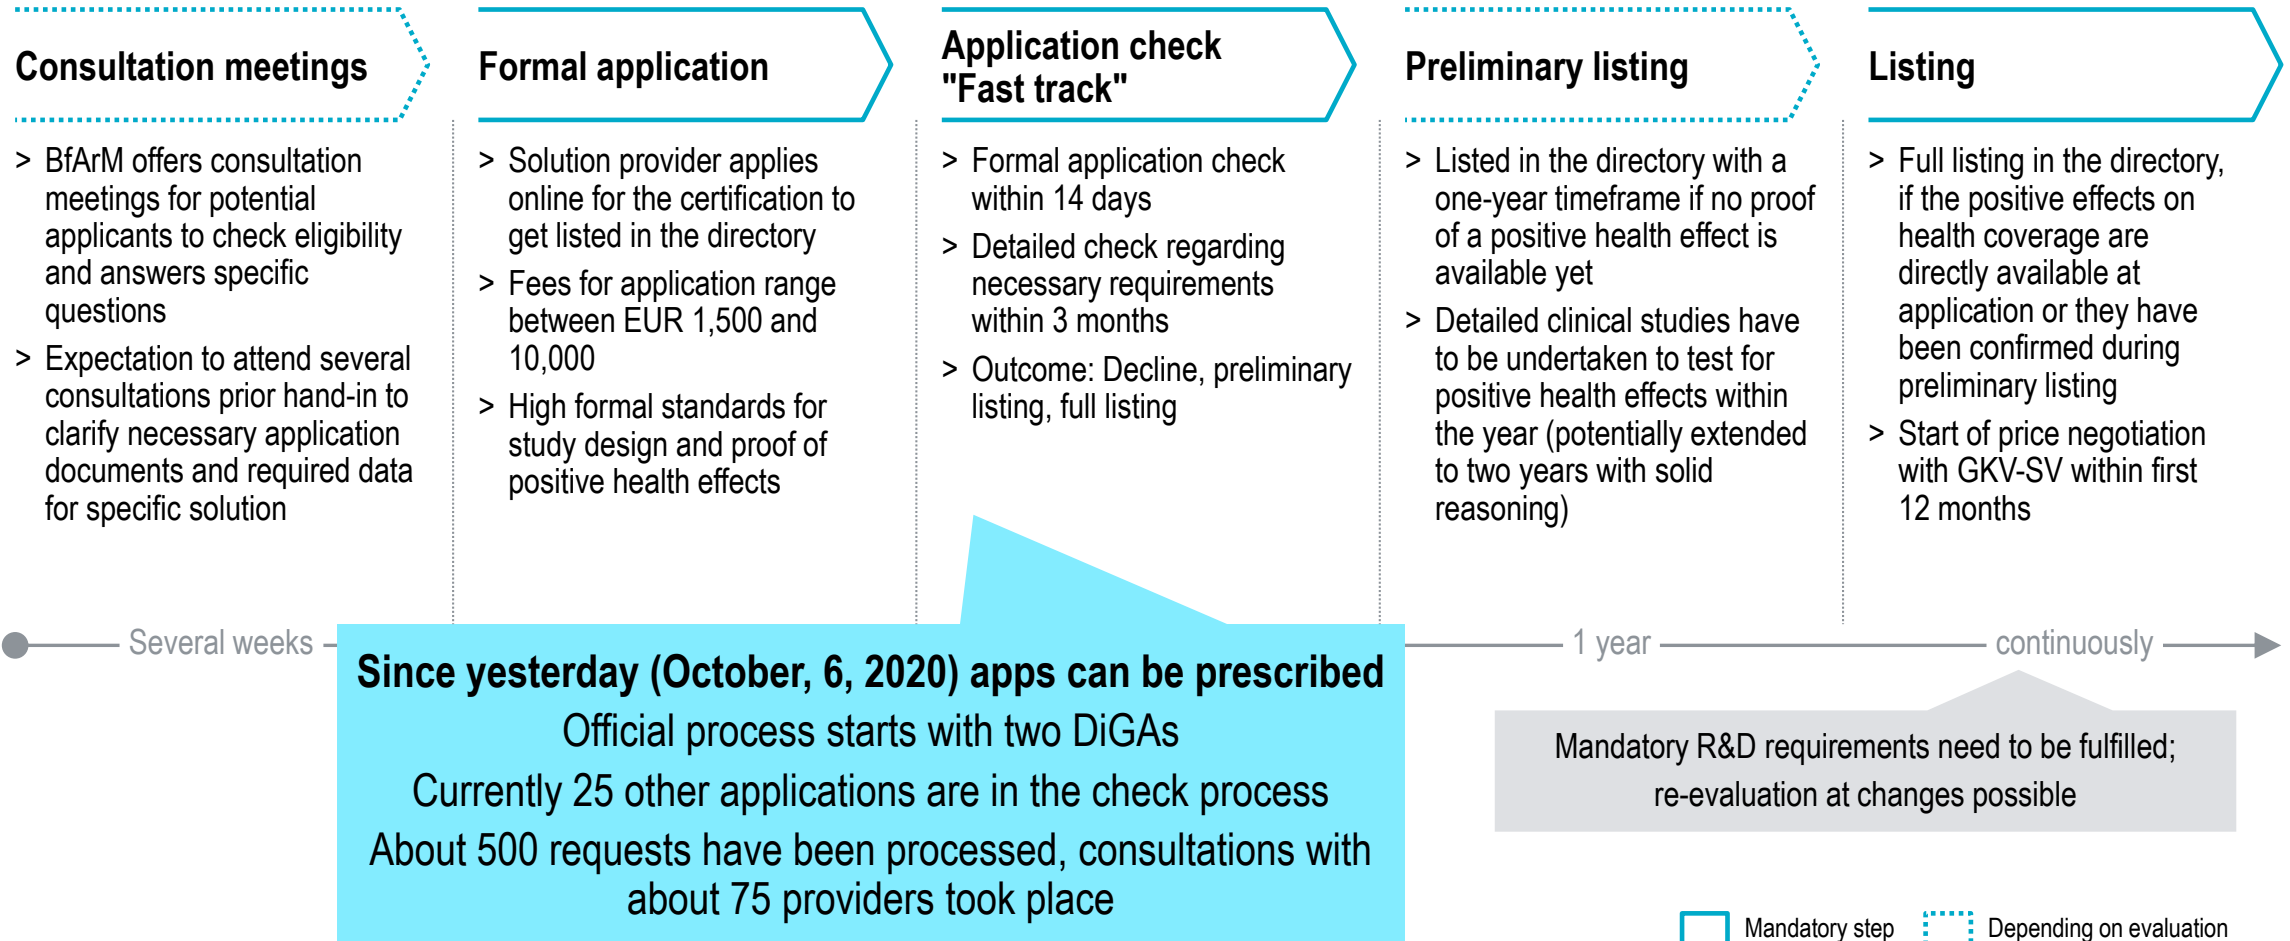 Consultation meetings
> BfArM offers consultation
meetings for potential
applicants to check eligibility
and answers specific
questions
> Expectation to attend several
consultations prior hand-in to
clarify necessary application
documents and required data
for specific solution
Formal application
> Solution provider applies
online for the certification to
get listed in the directory
> Fees for application range
between EUR 1,500 and
10,000
> High formal standards for
study design and proof of
positive health effects
Application check
"Fast track"
> Formal application check
within 14 days
> Detailed check regarding
necessary requirements
within 3 months
> Outcome: Decline, preliminary
listing, full listing
Preliminary listing
> Listed in the directory with a
one-year timeframe if no proof
of a positive health effect is
available yet
> Detailed clinical studies have
to be undertaken to test for
positive health effects within
the year (potentially extended
to two years with solid
reasoning)
Listing
> Full listing in the directory,
if the positive effects on
health coverage are
directly available at
application or they have
been confirmed during
preliminary listing
> Start of price negotiation
with GKV-SV within first
12 months
Several weeks
1 year
continuously
Since yesterday (October, 6, 2020) apps can be prescribed
Official process starts with two DiGAs
Currently 25 other applications are in the check process
About 500 requests have been processed, consultations with
about 75 providers took place
Mandatory R&D requirements need to be fulfilled;
re-evaluation at changes possible
Mandatory step
Depending on evaluation